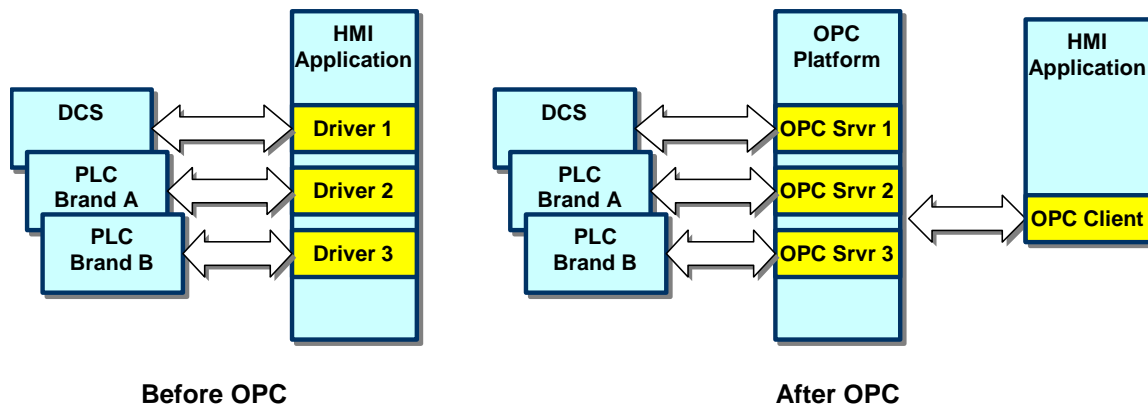 HMI
Application
DCS
Driver 1
PLC
Brand A
Driver 2
PLC
Brand B
Driver 3
Before OPC
OPC
Platform
HMI
Application
DCS
OPC Srvr 1
PLC
Brand A
OPC Srvr 2
OPC Client
PLC
Brand B
OPC Srvr 3
After OPC